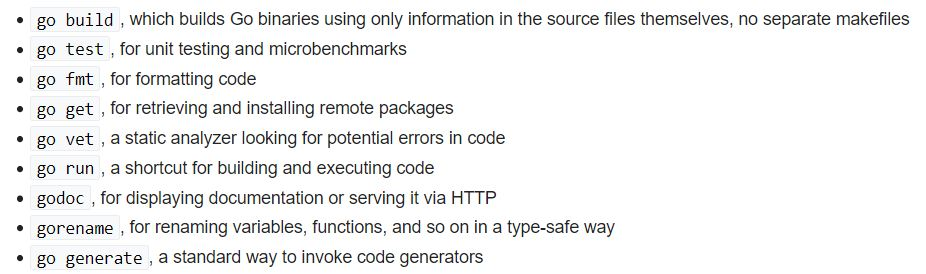 • go build, which builds Go binaries using only information in the source files themselves, no separate makefiles
• go test, for unit testing and microbenchmarks
• go fmt, for formatting code
• go get, for retrieving and installing remote packages
• go vet, a static analyzer looking for potential errors in code
• go run, a shortcut for building and executing code
• godoc, for displaying documentation or serving it via HTTP
• gorename, for renaming variables, functions, and so on in a type-safe way
• go generate, a standard way to invoke code generators